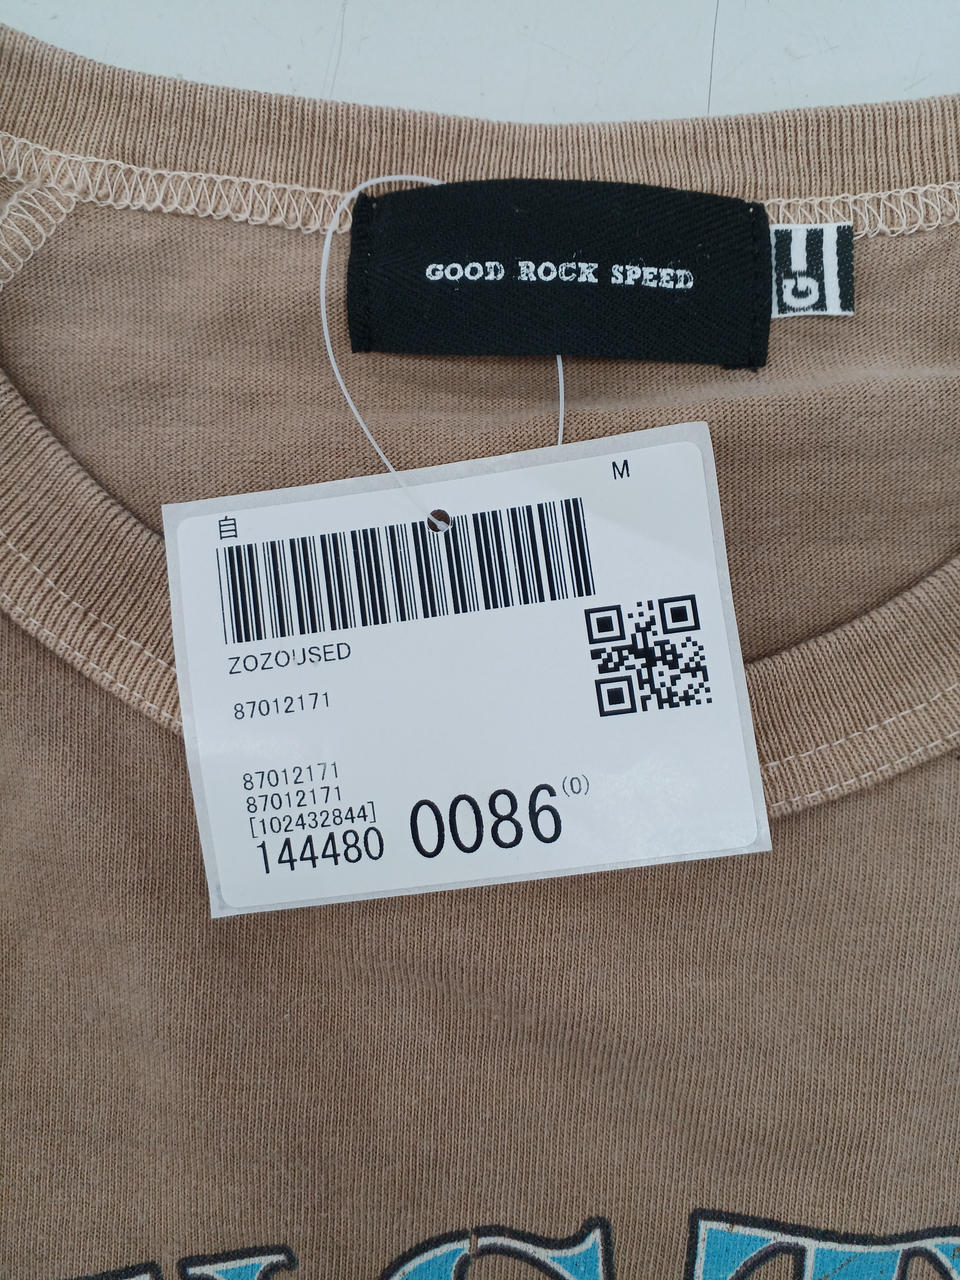 GOOD ROCK SPEED
G
M
自
ZOZOUSED
87012171
87012171
87012171
[102432844]
144480 0086(0)